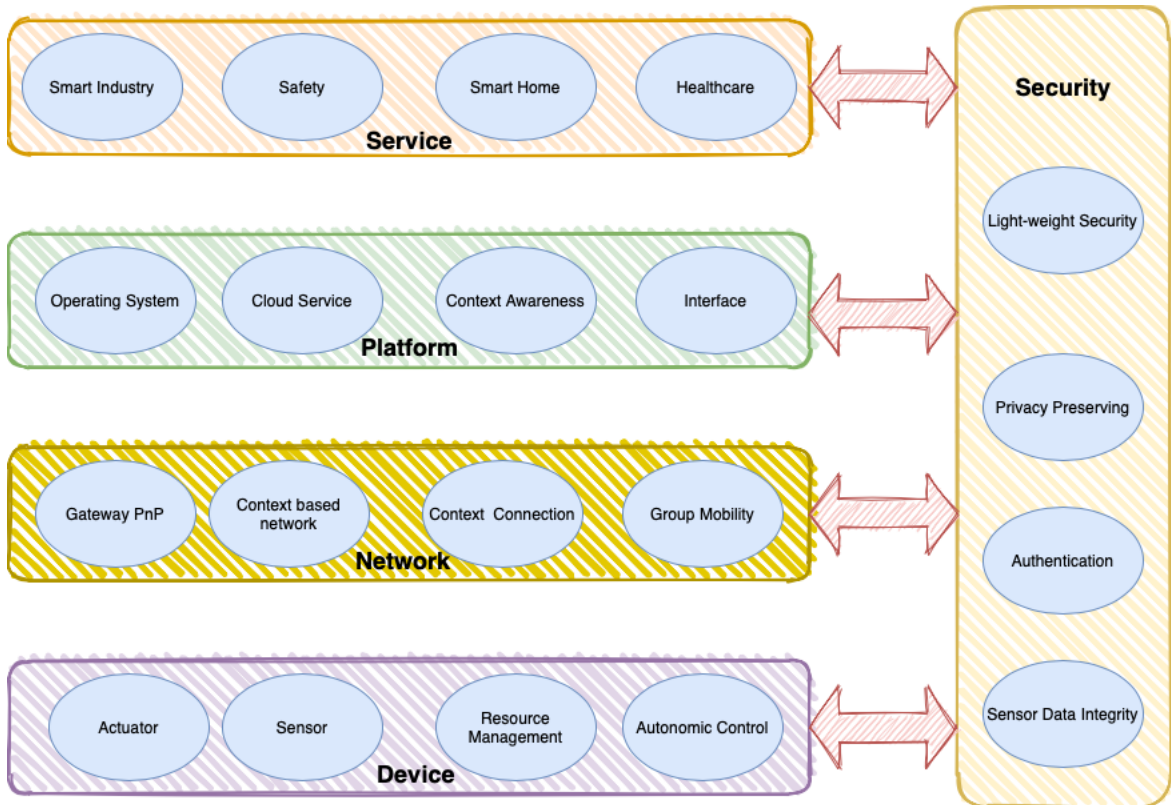 Smart Industry
Safety
Smart Home
Healthcare
Service
Operating System
Cloud Service
Context Awareness
Interface
Platform
Gateway PnP
Context based
network
Context Connection
Group Mobility
Network
Actuator
Sensor
Resource
Management
Autonomic Control
Device
Security
Light-weight Security
Privacy Preserving
Authentication
Sensor Data Integrity